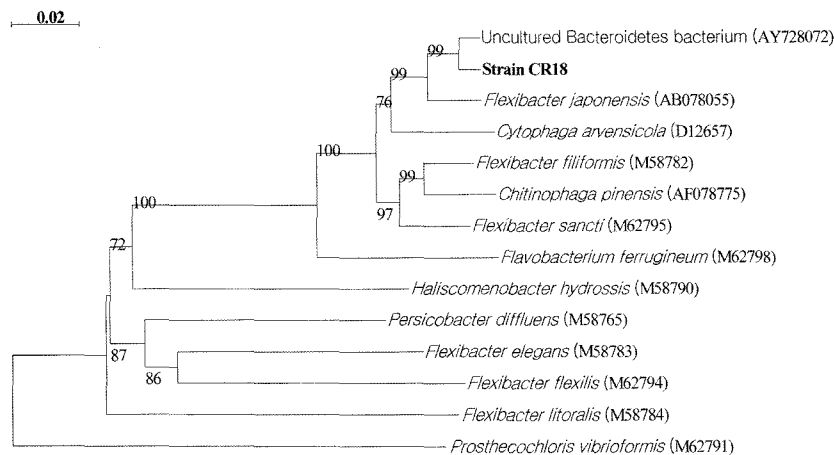 0.02
Uncultured Bacteroidetes bacterium (AY728072)
99
Strain CR18
99
Flexibacter japonensis (AB078055)
76
Cytophaga arvensicola (D12657)
100
Flexibacter filiformis (M58782)
99
Chitinophaga pinensis (AF078775)
97
Flexibacter sancti (M62795)
100
72
Flavobacterium ferrugineum (M62798)
Haliscomenobacter hydrossis (M58790)
Persicobacter diffluens (M58765)
87
Flexibacter elegans (M58783)
86
Flexibacter flexilis (M62794)
Flexibacter litoralis (M58784)
Prosthecochloris vibrioformis (M62791)